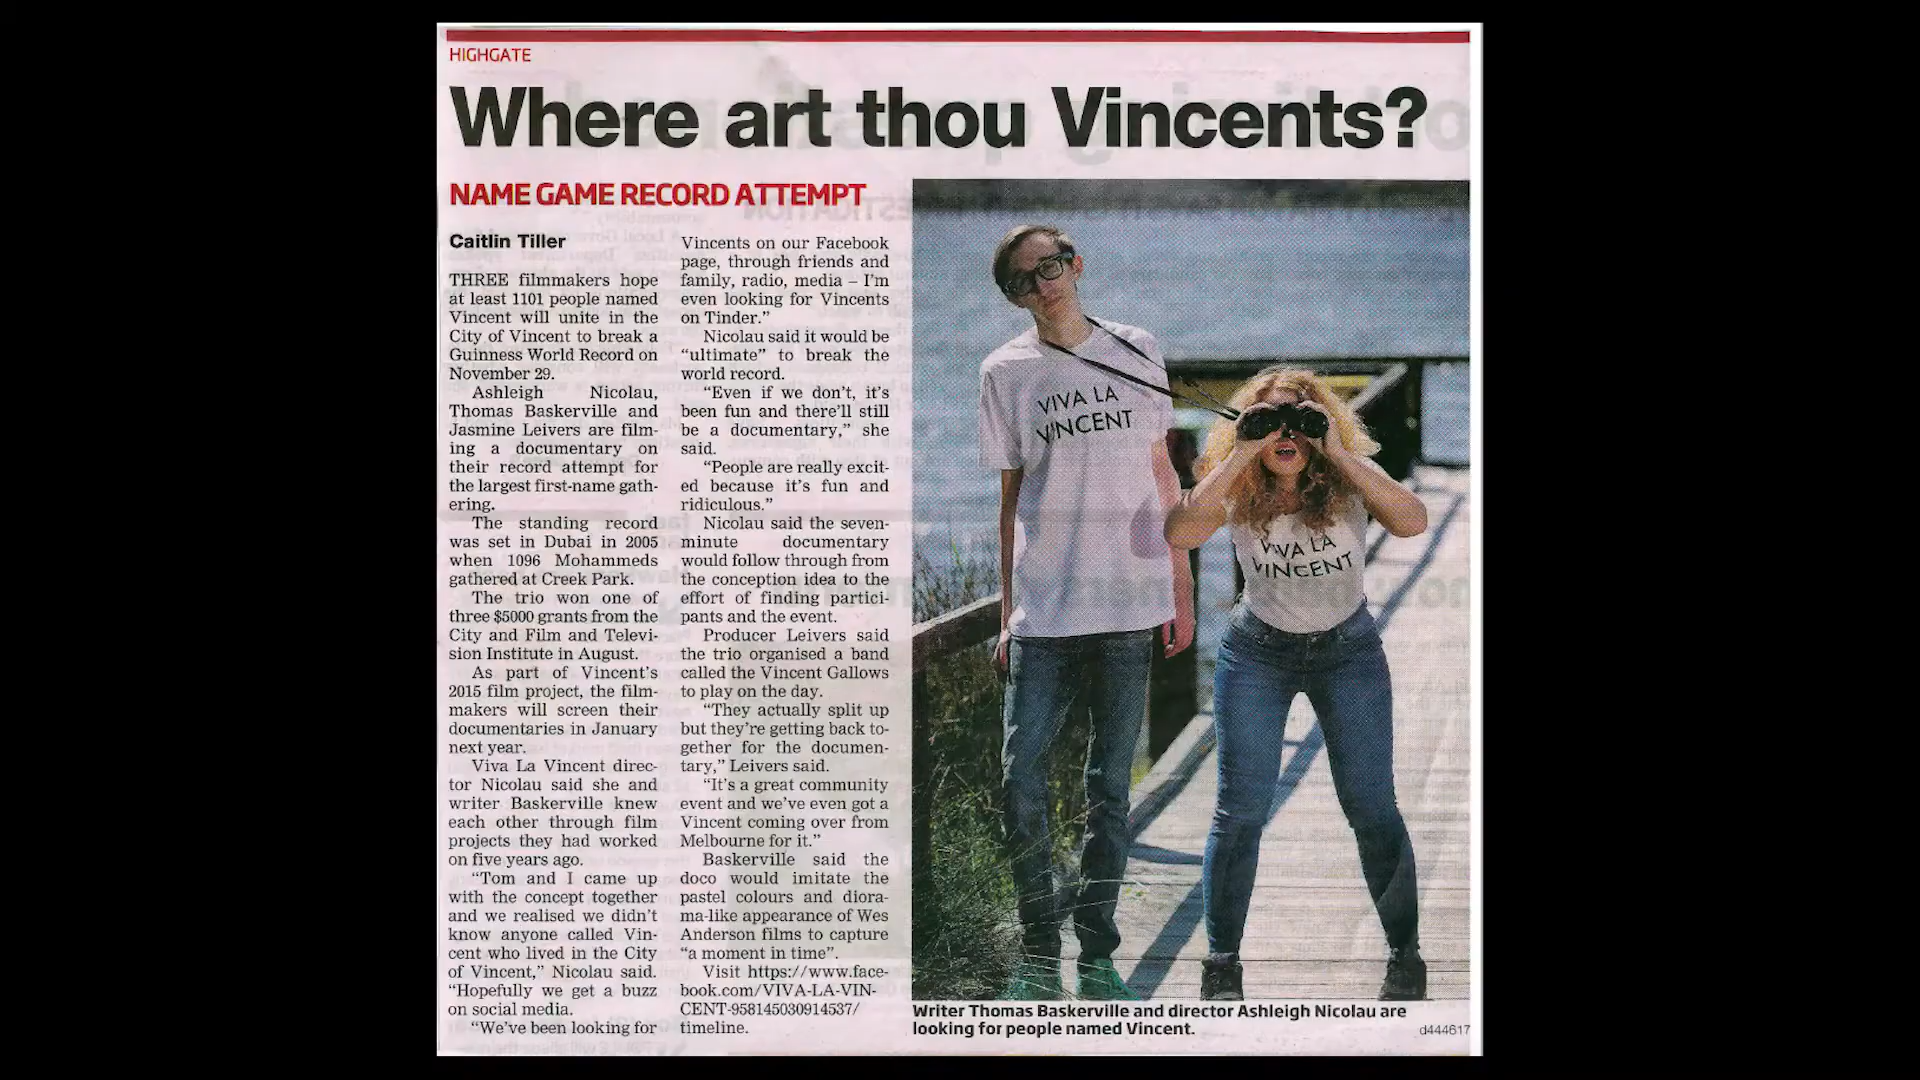 HIGHGATE
Where art thou Vincents?
NAME GAME RECORD ATTEMPT
Caitlin Tiller
THREE filmmakers hope
at least 1101 people named
Vincent will unite in the
City of Vincent to break a
Guinness World Record on
November 29.
Ashleigh Nicolau,
Thomas Baskerville and
Jasmine Leivers are film-
ing a documentary on
their record attempt for
the largest first-name gath-
ering.
The standing record
was set in Dubai in 2005
when 1096 Mohammeds
gathered at Creek Park.
The trio won one of
three $5000 grants from the
City and Film and Televi-
sion Institute in August.
As part of Vincent's
2015 film project, the film-
makers will screen their
documentaries in January
next year.
Viva La Vincent direc-
tor Nicolau said she and
writer Baskerville knew
each other through film
projects they had worked
on five years ago.
“Tom and I came up
with the concept together
and we realised we didn't
know anyone called Vin-
cent who lived in the City
of Vincent,” Nicolau said.
“Hopefully we get a buzz
on social media.
“We've been looking for
Vincents on our Facebook
page, through friends and
family, radio, media – I'm
even looking for Vincents
on Tinder.”
Nicolau said it would be
“ultimate” to break the
world record.
“Even if we don't, it's
been fun and there'll still
be a documentary,” she
said.
“People are really excit-
ed because it's fun and
ridiculous.”
Nicolau said the seven-
minute documentary
would follow through from
the conception idea to the
effort of finding partici-
pants and the event.
Producer Leivers said
the trio organised a band
called the Vincent Gallows
to play on the day.
“They actually split up
but they're getting back to-
gether for the documen-
tary,” Leivers said.
“It's a great community
event and we've even got a
Vincent coming over from
Melbourne for it.”
Baskerville said the
doco would imitate the
pastel colours and diora-
ma-like appearance of Wes
Anderson films to capture
“a moment in time”.
Visit https://www.face-
book.com/VIVA-LA-VIN-
CENT-958145030914537/
timeline.
VIVA LA
VINCENT
VIVA LA
VINCENT
Writer Thomas Baskerville and director Ashleigh Nicolau are
looking for people named Vincent.
d444617